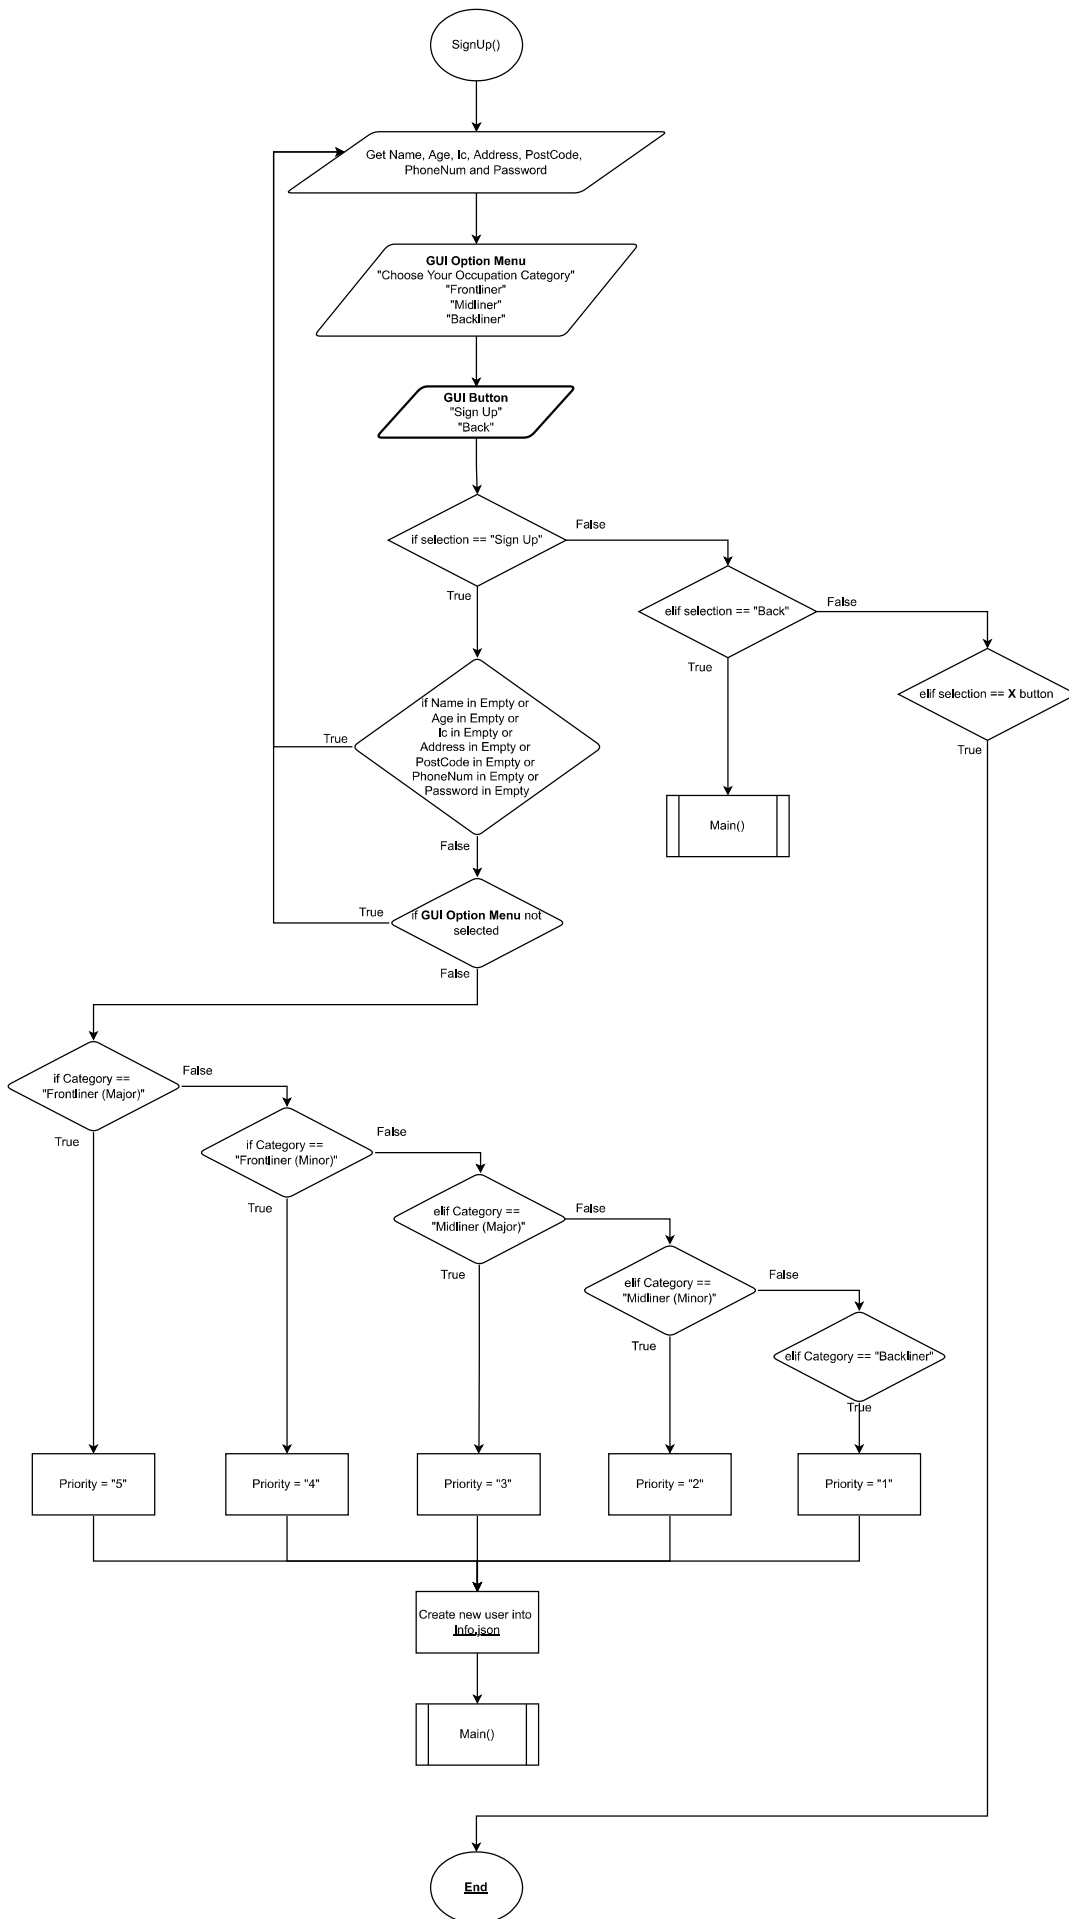 SignUp()
Get Name, Age, Ic, Address, PostCode,
PhoneNum and Password
GUI Option Menu
"Choose Your Occupation Category"
"Frontliner"
"Midliner"
"Backliner"
GUI Button
"Sign Up"
"Back"
if selection == "Sign Up"
False
True
elif selection == "Back"
False
True
elif selection == X button
True
if Name in Empty or
Age in Empty or
Ic in Empty or
Address in Empty or
PostCode in Empty or
PhoneNum in Empty or
Password in Empty
True
False
Main()
if GUI Option Menu not
selected
True
False
if Category ==
"Frontliner (Major)"
False
True
if Category ==
"Frontliner (Minor)"
False
True
elif Category ==
"Midliner (Major)"
False
True
elif Category ==
"Midliner (Minor)"
False
True
elif Category == "Backliner"
True
Priority = "5"
Priority = "4"
Priority = "3"
Priority = "2"
Priority = "1"
Create new user into
Info.json
Main()
End